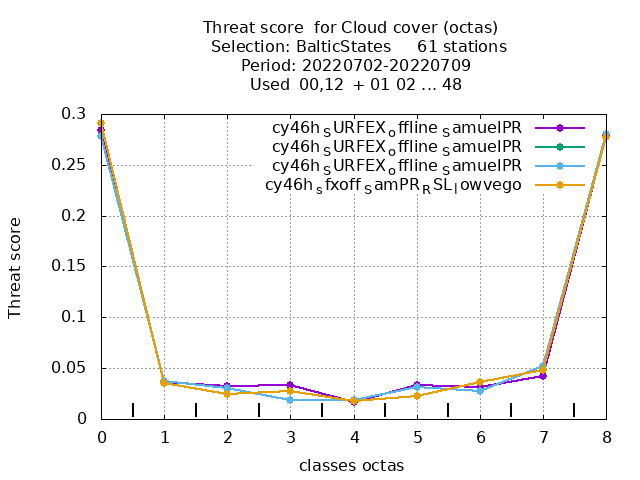 Threat score  for Cloud cover (octas)
Selection: BalticStates     61 stations
Period: 20220702-20220709
Used  00,12  + 01 02 ... 48
cy46h_SURFEX_offline_SamuelPR
cy46h_SURFEX_offline_SamuelPR
cy46h_SURFEX_offline_SamuelPR
cy46h_sfxoff_SamPR_RSL_lowvego
0.3
0.25
0.2
0.15
0.1
0.05
0
Threat score
0 1 2 3 4 5 6 7 8
classes octas